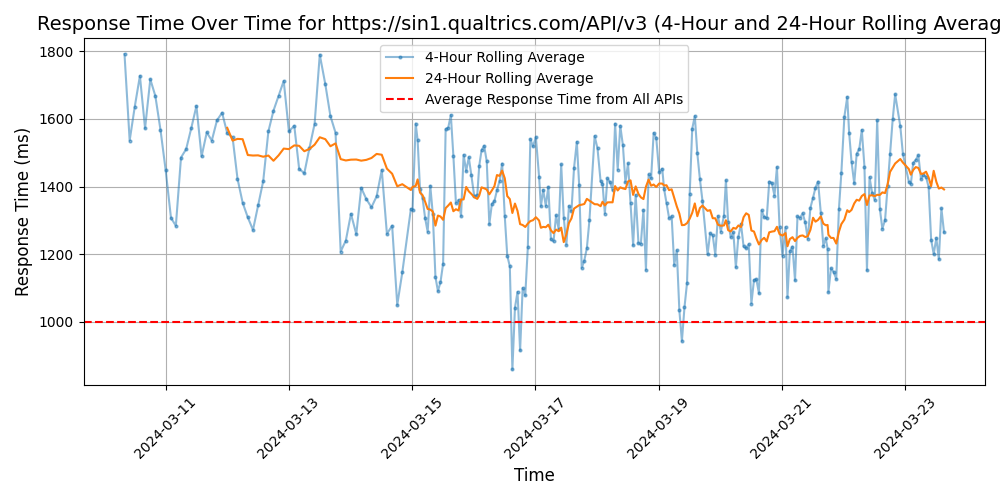 Response Time Over Time for https://sin1.qualtrics.com/API/v3 (4-Hour and 24-Hour Rolling Averag
4-Hour Rolling Average
24-Hour Rolling Average
Average Response Time from All APIs
Response Time (ms)
1800
1600
1400
1200
1000
2024-03-11
2024-03-13
2024-03-15
2024-03-17
2024-03-19
2024-03-21
2024-03-23
Time